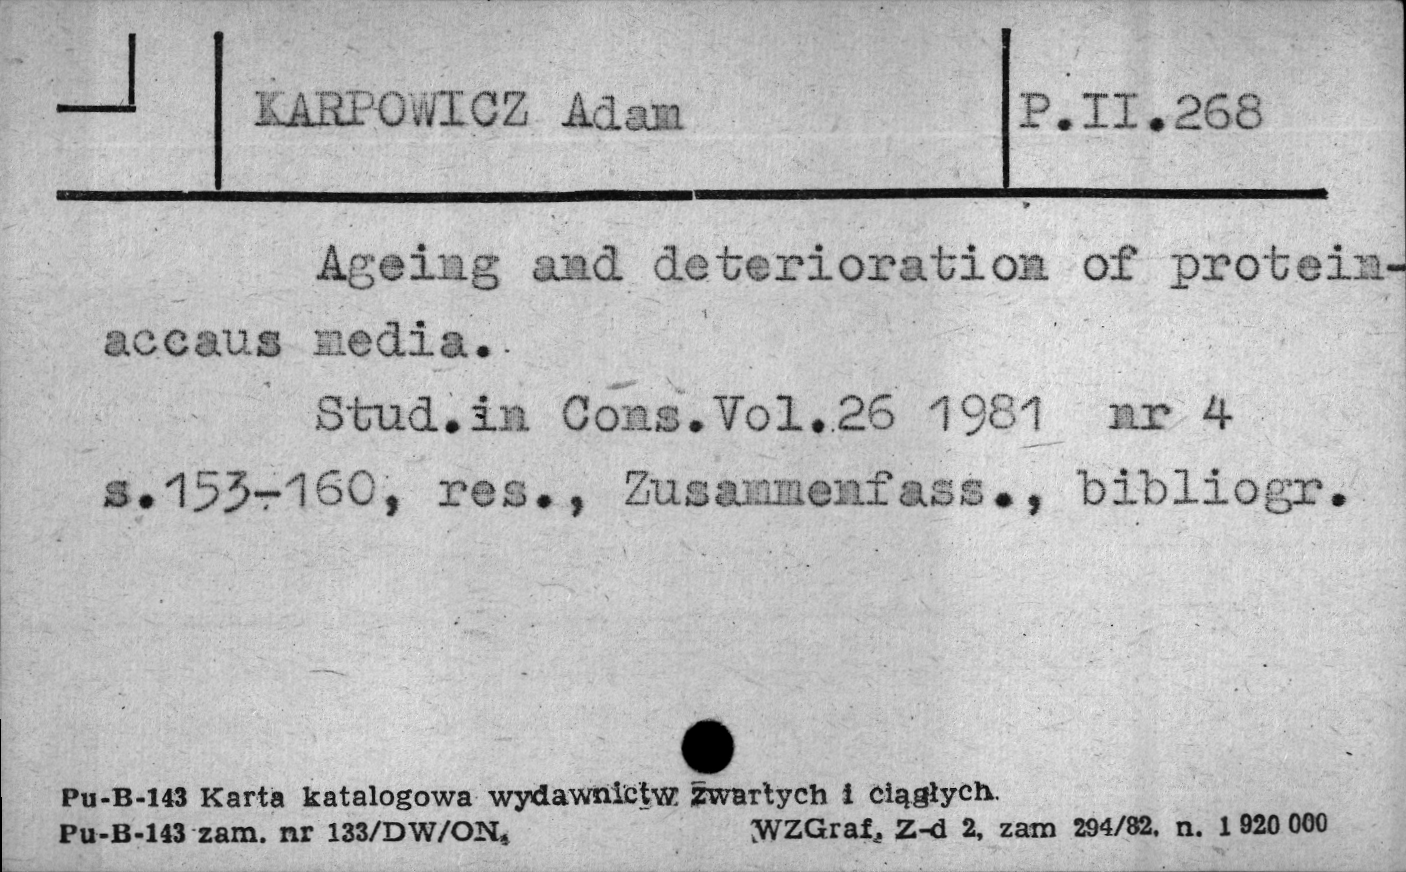 KARPOWICZ Adam P.II.268
Ageing and deterioration of protein-
accaus media.
Stud.in Cons.Vol.26 1981 nr 4
s.153-160, res., Zusammenfass., bibliogr.
Pu-B-143 Karta katalogowa wydawnictw zwartych i ciągłych.
Pu-B-143 zam. nr 133/DW/ON. WZGraf. Z-d 2, zam 294/82. n. 1 920 000